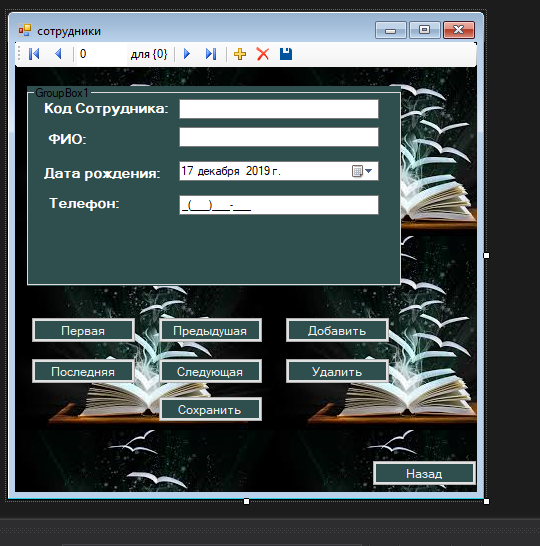 сотрудники
0 для {0}
GroupBox1
Код Сотрудника:
ФИО:
Дата рождения: 17 декабря 2019 г.
Телефон: _(___)___-___
Первая Предыдушая Добавить
Последняя Следующая Удалить
Сохранить
Назад